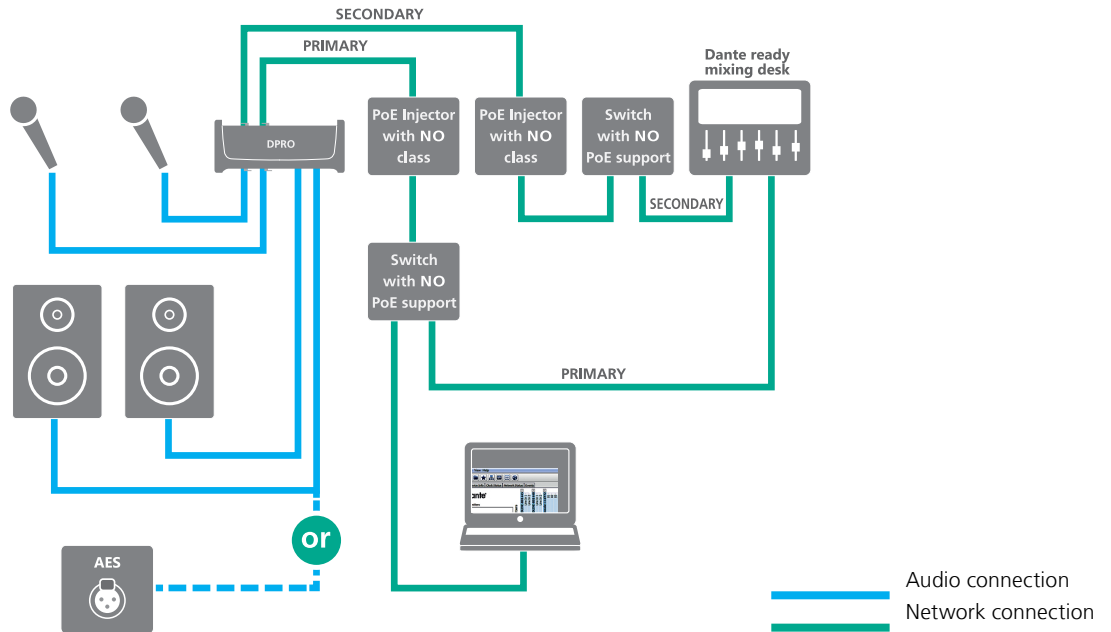 SECONDARY
PRIMARY
Dante ready
mixing desk
PoE Injector
with NO
class
PoE Injector
with NO
class
Switch
with NO
PoE support
DPRO
SECONDARY
Switch
with NO
PoE support
PRIMARY
or
AES
Audio connection
Network connection